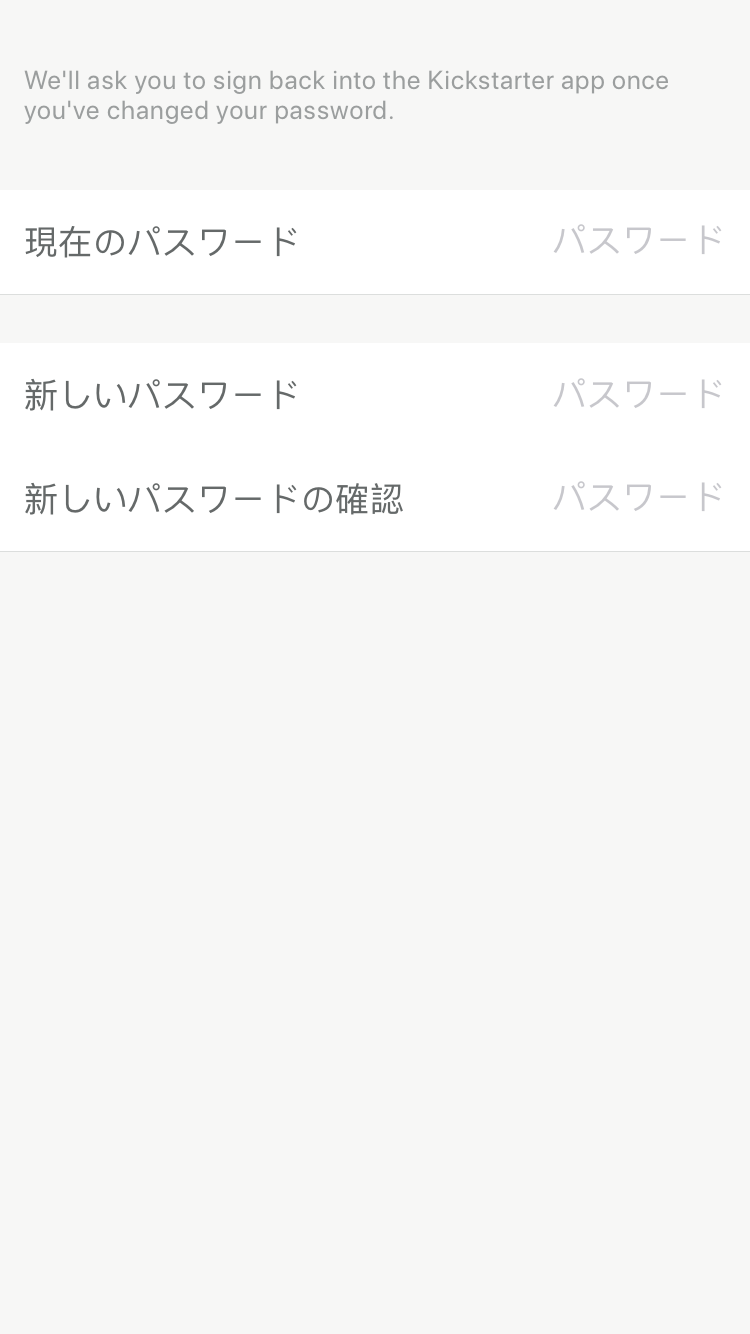 We'll ask you to sign back into the Kickstarter app once
you've changed your password.
現在のパスワード パスワード
新しいパスワード パスワード
新しいパスワードの確認 パスワード